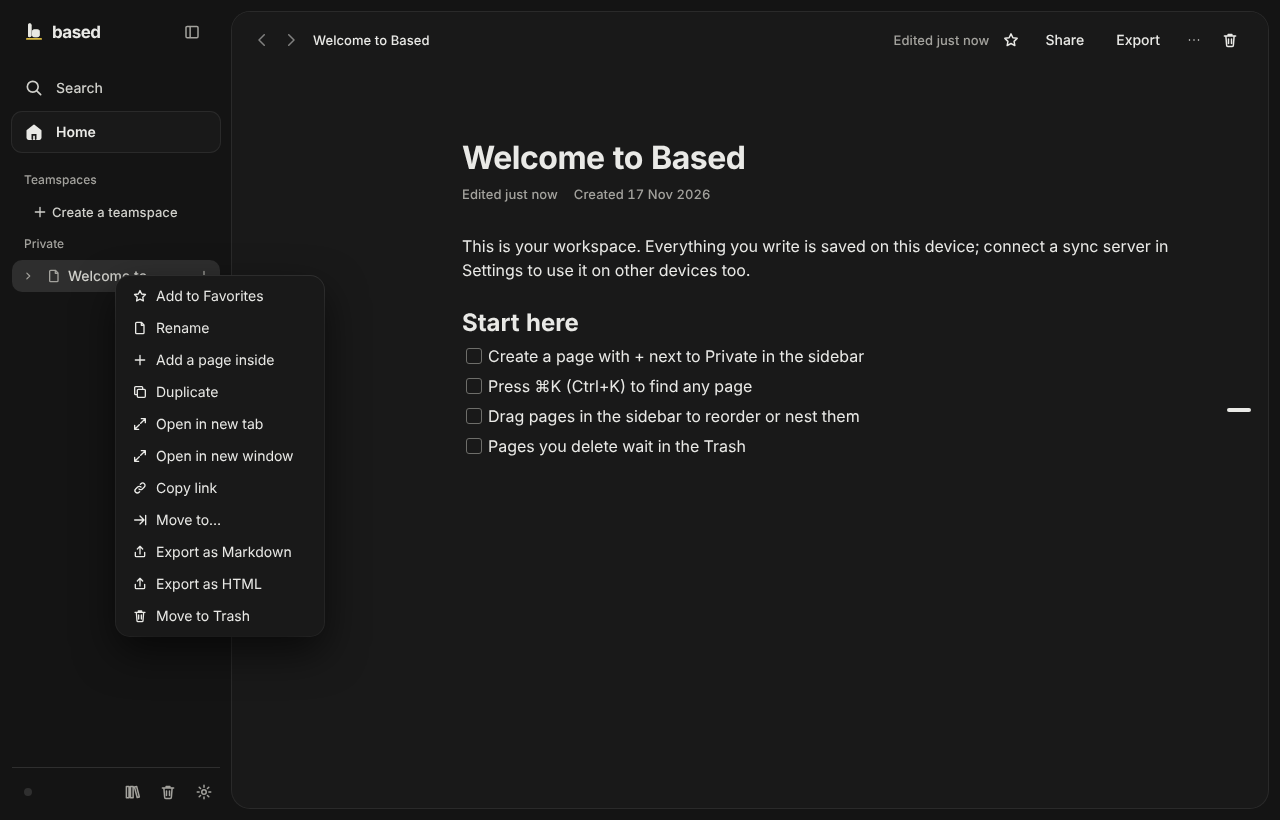 based
Search
Home
Teamspaces
Create a teamspace
Private
Welcome to
Add to Favorites
Rename
Add a page inside
Duplicate
Open in new tab
Open in new window
Copy link
Move to...
Export as Markdown
Export as HTML
Move to Trash
Welcome to Based
Edited just now
Share
Export
Welcome to Based
Edited just now Created 17 Nov 2026
This is your workspace. Everything you write is saved on this device; connect a sync server in
Settings to use it on other devices too.
Start here
Create a page with + next to Private in the sidebar
Press ⌘K (Ctrl+K) to find any page
Drag pages in the sidebar to reorder or nest them
Pages you delete wait in the Trash